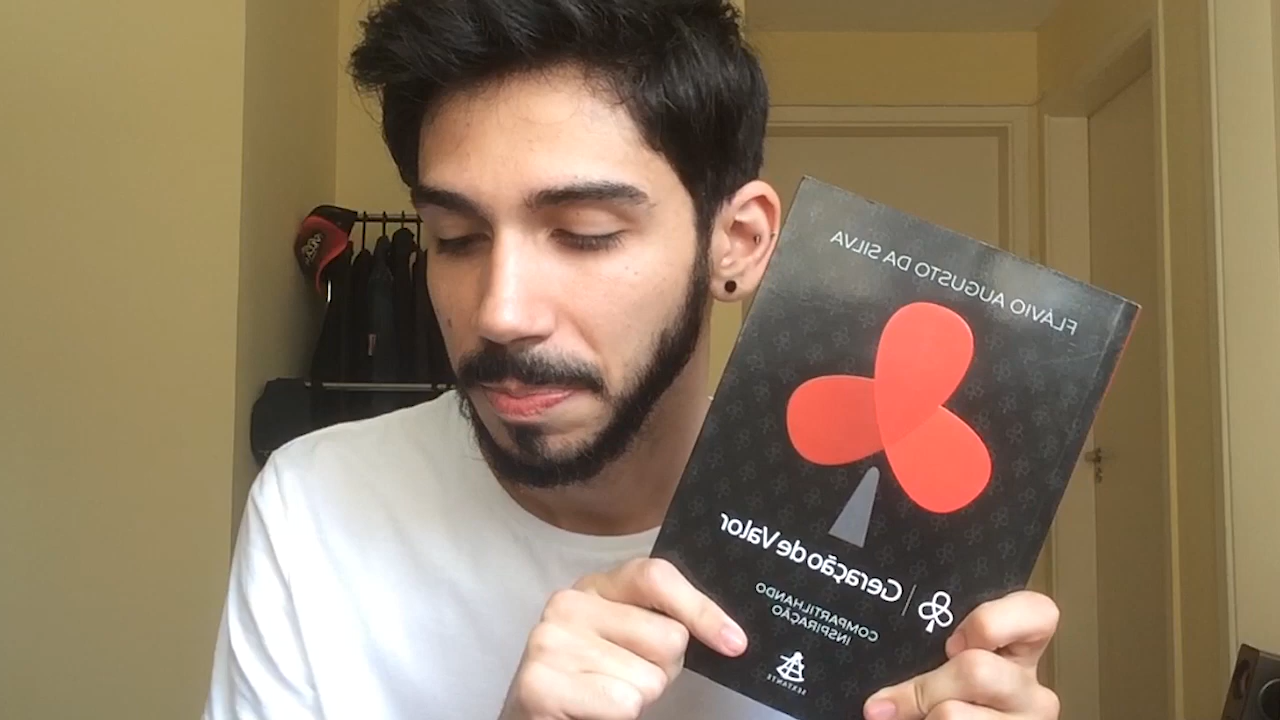 FLÁVIO AUGUSTO DA SILVA
Geração de Valor
COMPARTILHANDO
INSPIRAÇÃO
SEXTANTE